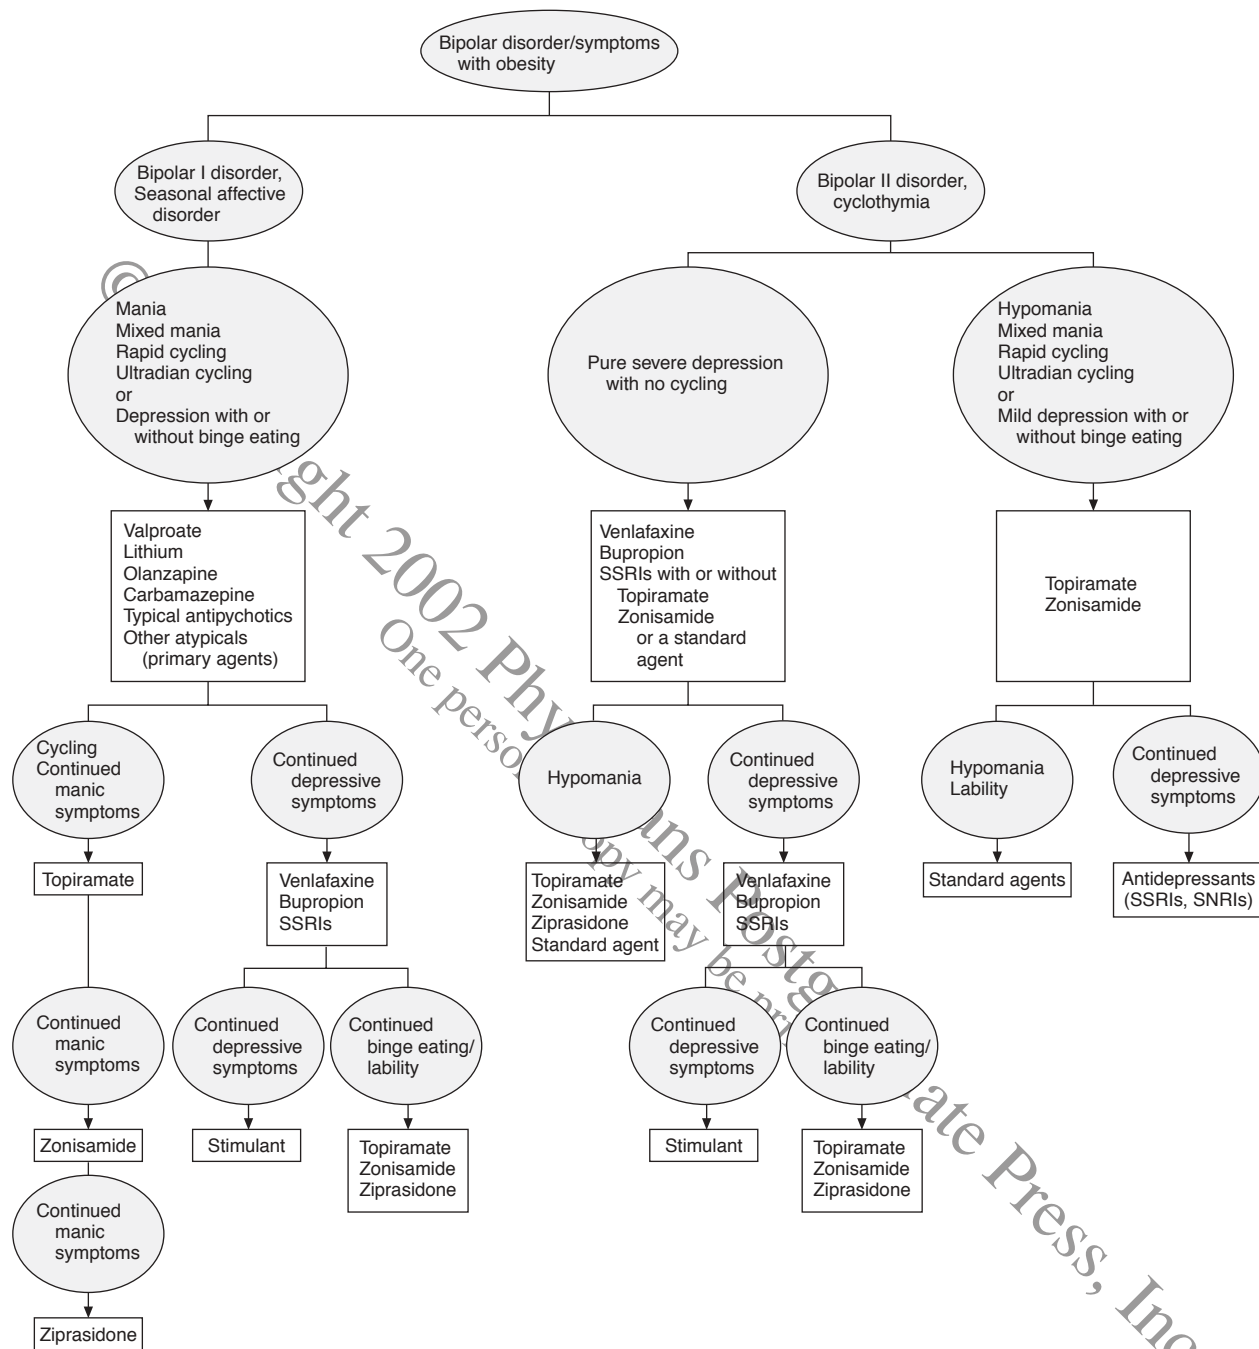 Bipolar disorder/symptoms
with obesity
Bipolar I disorder,
Seasonal affective
disorder
Bipolar II disorder,
cyclothymia
Mania
Mixed mania
Rapid cycling
Ultradian cycling
or
Depression with or
without binge eating
Pure severe depression
with no cycling
Hypomania
Mixed mania
Rapid cycling
Ultradian cycling
or
Mild depression with or
without binge eating
Valproate
Lithium
Olanzapine
Carbamazepine
Typical antipychotics
Other atypicals
(primary agents)
Venlafaxine
Bupropion
SSRIs with or without
Topiramate
Zonisamide
or a standard
agent
Topiramate
Zonisamide
Cycling
Continued
manic
symptoms
Continued
depressive
symptoms
Hypomania
Continued
depressive
symptoms
Hypomania
Lability
Continued
depressive
symptoms
Topiramate
Venlafaxine
Bupropion
SSRIs
Topiramate
Zonisamide
Ziprasidone
Standard agent
Venlafaxine
Bupropion
SSRIs
Standard agents
Antidepressants
(SSRIs, SNRIs)
Continued
manic
symptoms
Continued
depressive
symptoms
Continued
binge eating/
lability
Continued
depressive
symptoms
Continued
binge eating/
lability
Zonisamide
Stimulant
Topiramate
Zonisamide
Ziprasidone
Stimulant
Topiramate
Zonisamide
Ziprasidone
Continued
manic
symptoms
Ziprasidone
© 2002 Press, Inc
One may be